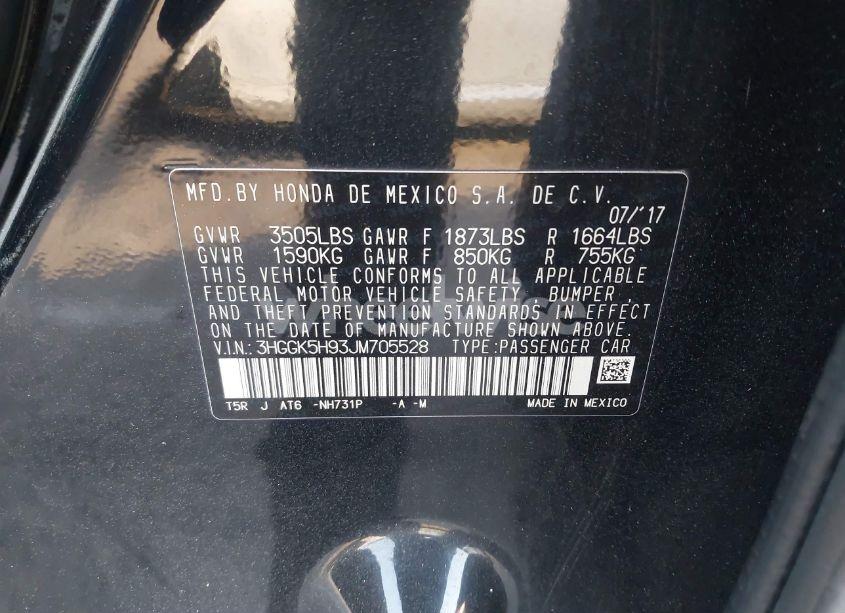 MFD.BY HONDA DE MEXICO S.A. DE C.V.
07/'17
GVWR 3505LBS GAWR F 1873LBS R 1664LBS
GVWR 1590KG GAWR F 850KG R 755KG
THIS VEHICLE CONFORMS TO ALL APPLICABLE
FEDERAL MOTOR VEHICLE SAFETY, BUMPER,
AND THEFT PREVENTION STANDARDS IN EFFECT
ON THE DATE OF MANUFACTURE SHOWN ABOVE.
V.I.N.:3HGGK5H93JM705528 TYPE:PASSENGER CAR
T5R J AT6 -NH731P -A -M MADE IN MEXICO